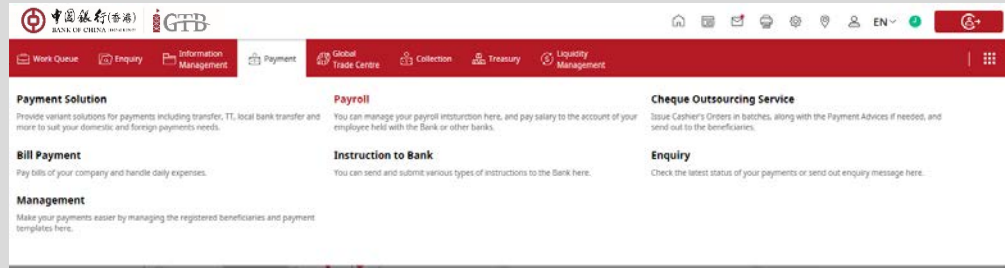 中國銀行(香港) iGTB
BANK OF CHINA (HONG KONG)
EN
Work Queue Enquiry Information Management Payment Global Trade Centre Collection Treasury Liquidity Management
Payment Solution
Provide variant solutions for payments including transfer, TT, local bank transfer and
more to suit your domestic and foreign payments needs.
Payroll
You can manage your payroll intsturction here, and pay salary to the account of your
employee held with the Bank or other banks.
Cheque Outsourcing Service
Issue Cashier's Orders in batches, along with the Payment Advices if needed, and
send out to the beneficiaries.
Bill Payment
Pay bills of your company and handle daily expenses.
Instruction to Bank
You can send and submit various types of instructions to the Bank here.
Enquiry
Check the latest status of your payments or send out enquiry message here.
Management
Make your payments easier by managing the registered beneficiaries and payment
templates here.